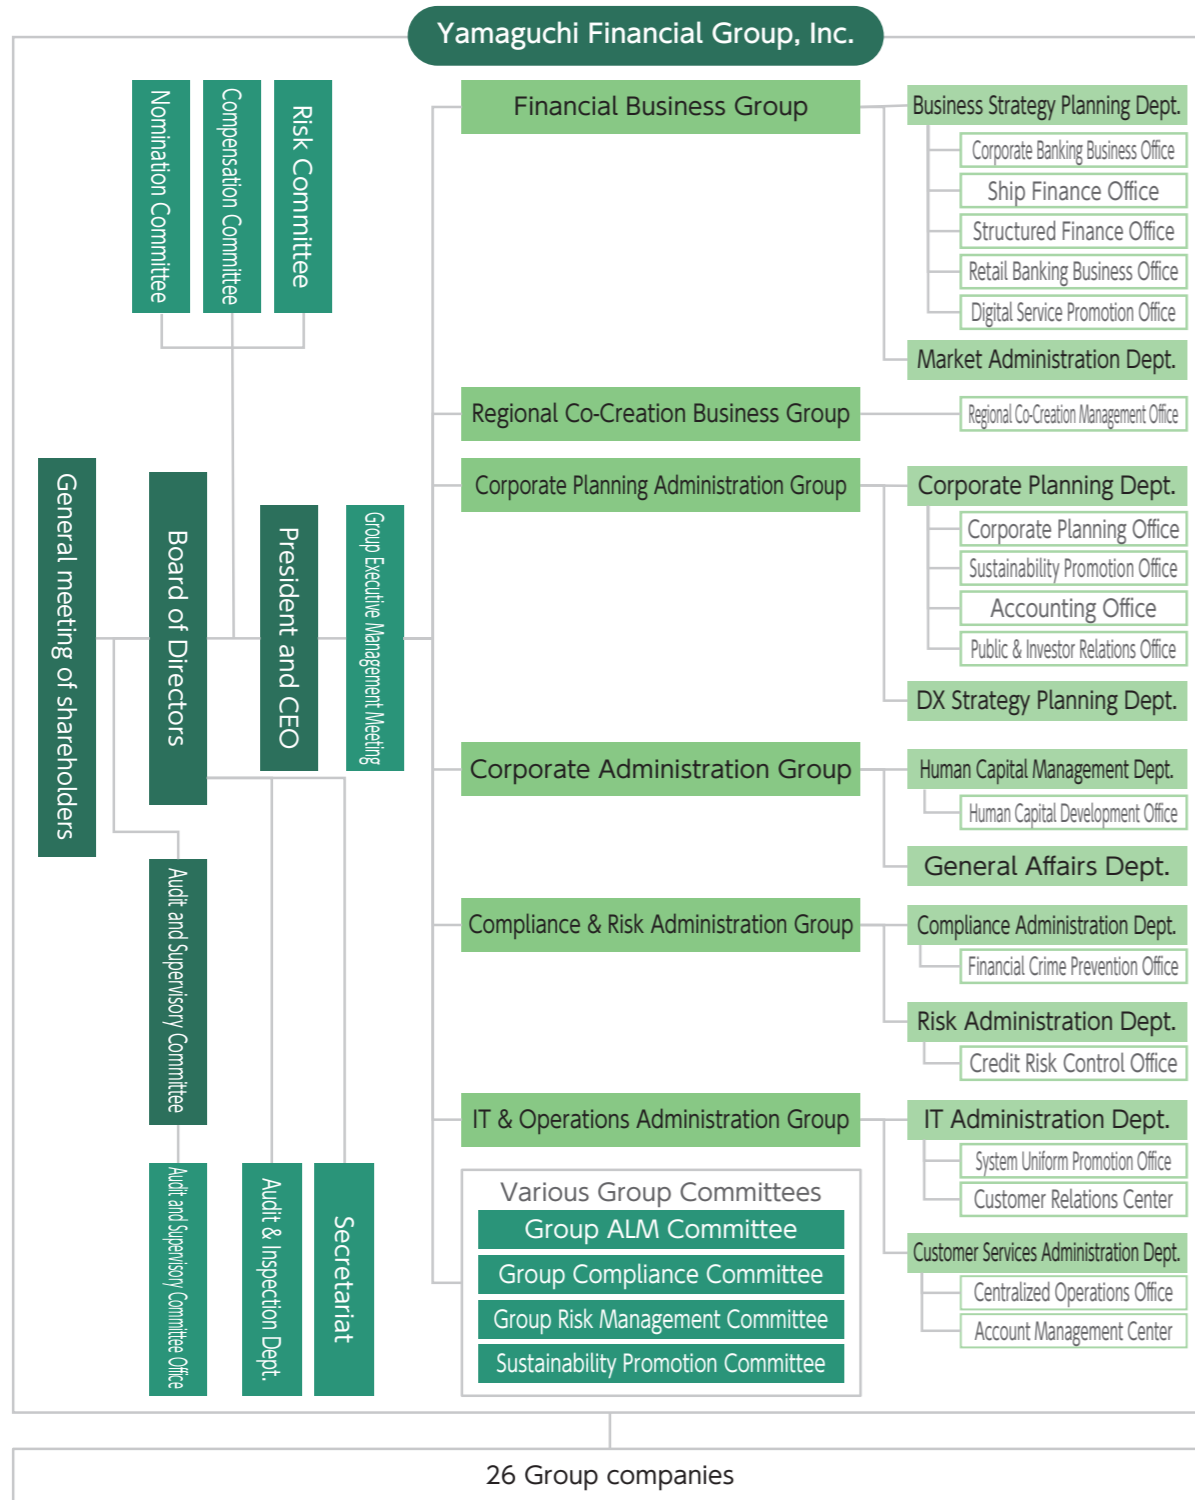 Yamaguchi Financial Group, Inc.
General meeting of shareholders
Board of Directors
Nomination Committee
Compensation Committee
Risk Committee
Audit and Supervisory Committee
Audit and Supervisory Committee Office
Audit & Inspection Dept.
Secretariat
President and CEO
Group Executive Management Meeting
Financial Business Group
Business Strategy Planning Dept.
Corporate Banking Business Office
Ship Finance Office
Structured Finance Office
Retail Banking Business Office
Digital Service Promotion Office
Market Administration Dept.
Regional Co-Creation Business Group
Regional Co-Creation Management Office
Corporate Planning Administration Group
Corporate Planning Dept.
Corporate Planning Office
Sustainability Promotion Office
Accounting Office
Public & Investor Relations Office
DX Strategy Planning Dept.
Corporate Administration Group
Human Capital Management Dept.
Human Capital Development Office
General Affairs Dept.
Compliance & Risk Administration Group
Compliance Administration Dept.
Financial Crime Prevention Office
Risk Administration Dept.
Credit Risk Control Office
IT & Operations Administration Group
IT Administration Dept.
System Uniform Promotion Office
Customer Relations Center
Customer Services Administration Dept.
Centralized Operations Office
Account Management Center
Various Group Committees
Group ALM Committee
Group Compliance Committee
Group Risk Management Committee
Sustainability Promotion Committee
26 Group companies